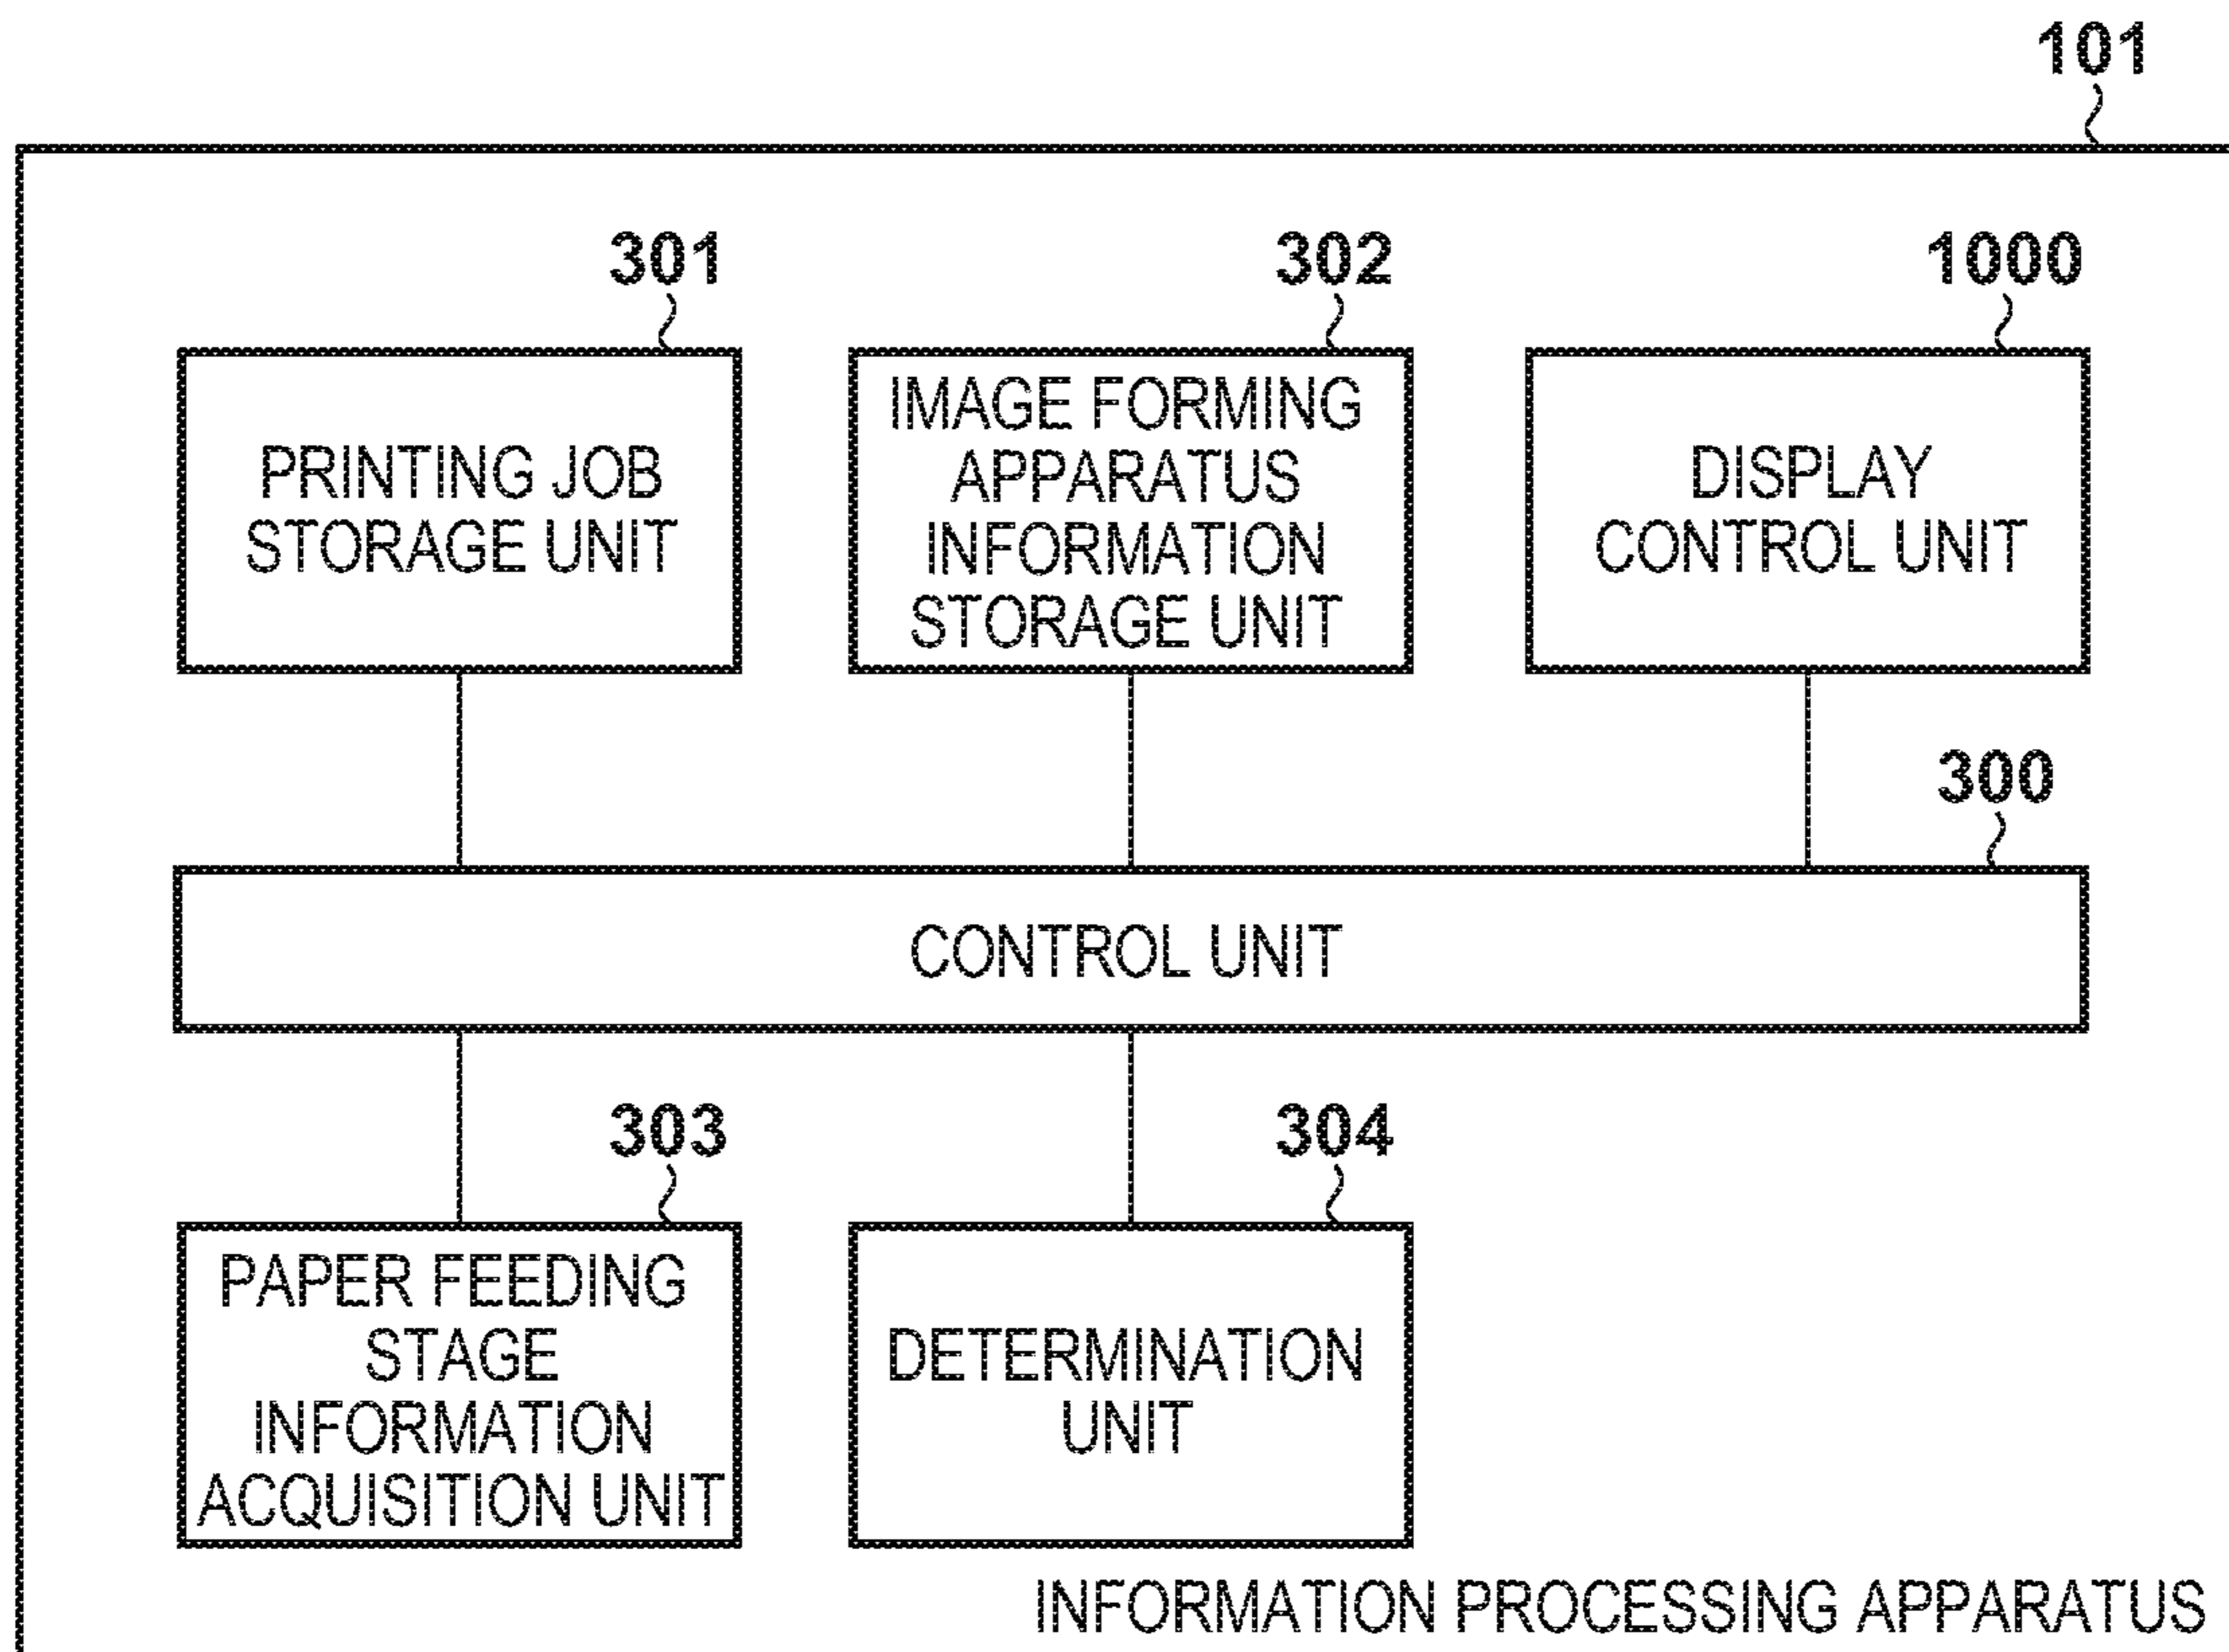 101
301
302
1000
PRINTING JOB
STORAGE UNIT
IMAGE FORMING
APPARATUS
INFORMATION
STORAGE UNIT
DISPLAY
CONTROL UNIT
300
CONTROL UNIT
303
304
PAPER FEEDING
STAGE
INFORMATION
ACQUISITION UNIT
DETERMINATION
UNIT
INFORMATION PROCESSING APPARATUS